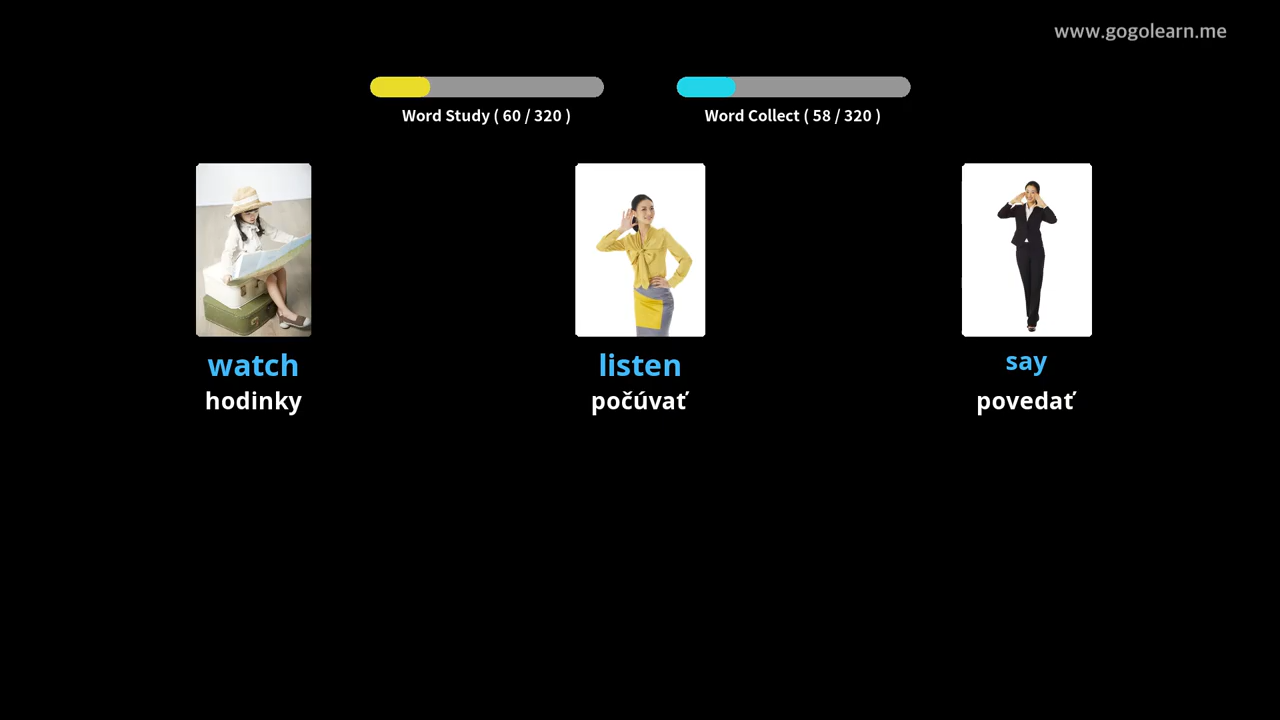 www.gogolearn.me
Word Study ( 60 / 320 )
Word Collect ( 58 / 320 )
watch
hodinky
listen
počúvať
say
povedať